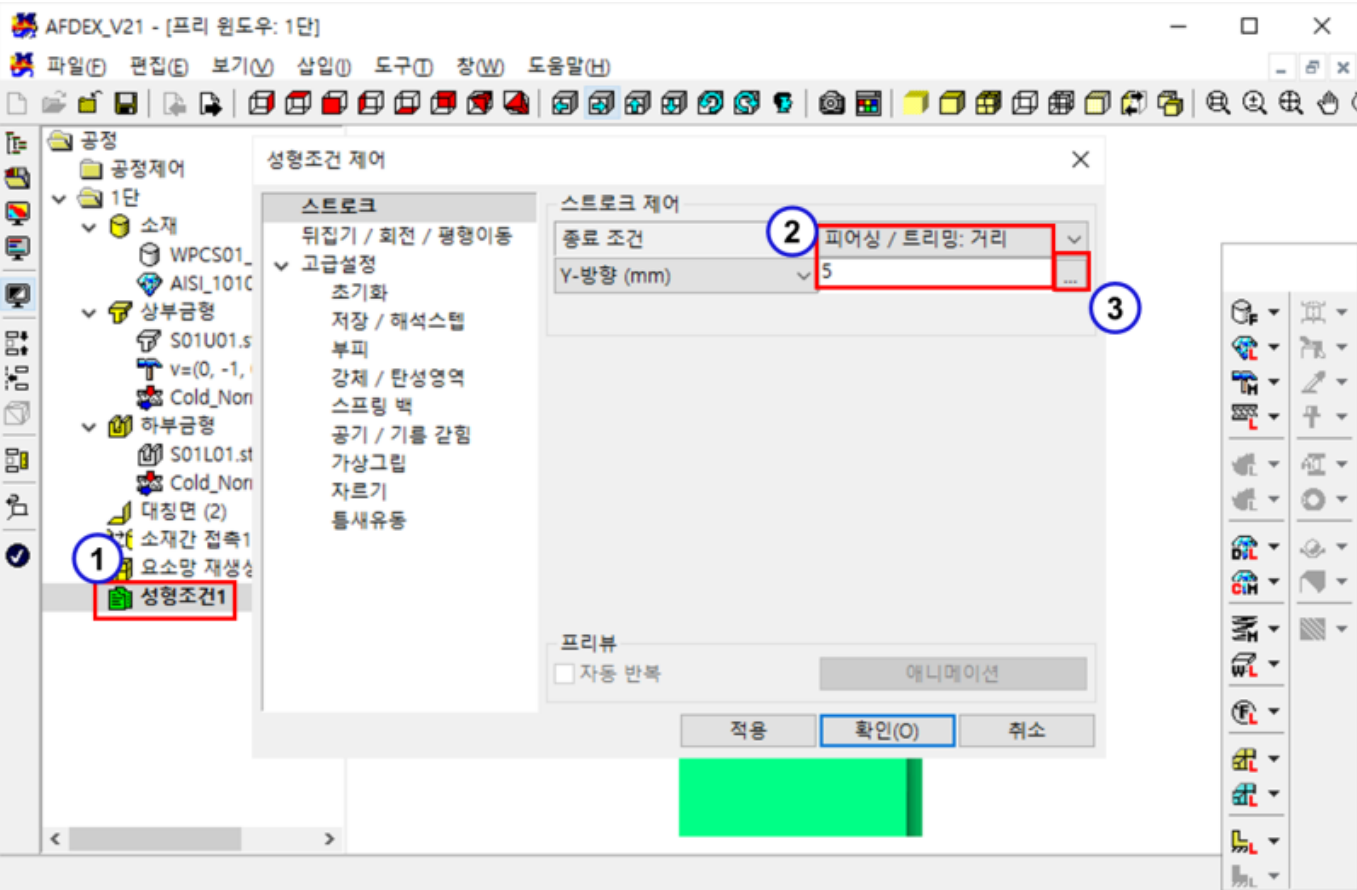 AFDEX_V21 - [프리 윈도우: 1단]
파일(F) 편집(E) 보기(V) 삽입(I) 도구(T) 창(W) 도움말(H)
공정
공정제어
1단
소재
WPCS01_
AISI_1010
상부금형
S01U01.s
v=(0, -1,
Cold_Nor
하부금형
S01L01.st
Cold_Nor
대칭면 (2)
소재간 접촉1
요소망 재생성
1
성형조건1
성형조건 제어
스트로크
뒤집기 / 회전 / 평행이동
고급설정
초기화
저장 / 해석스텝
부피
강체 / 탄성영역
스프링 백
공기 / 기름 갇힘
가상그립
자르기
틈새유동
스트로크 제어
종료 조건
2
피어싱 / 트리밍: 거리
Y-방향 (mm)
5
...
3
프리뷰
자동 반복
애니메이션
적용
확인(O)
취소